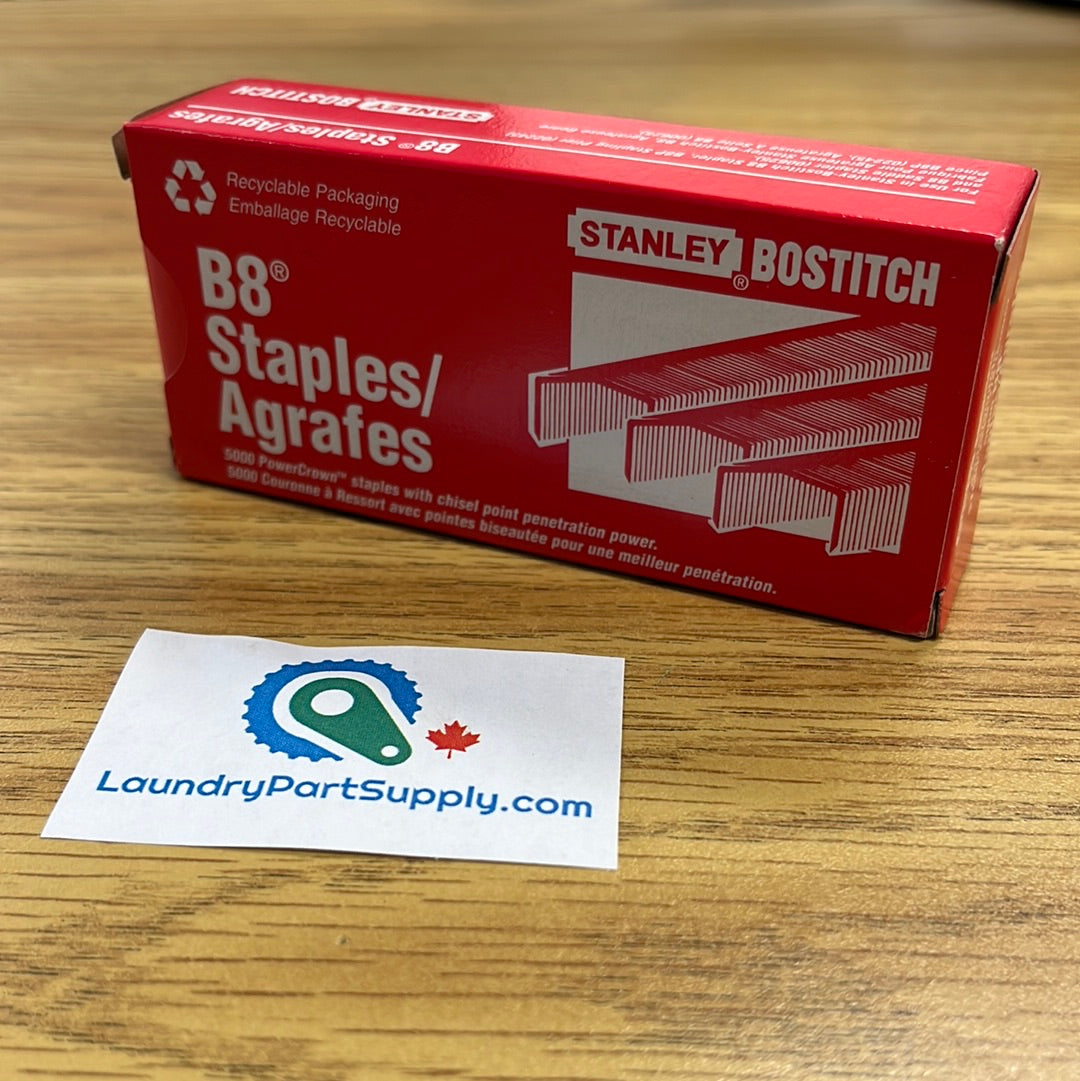 STANLEY BOSTITCH
B8® Staples/Agrafes
Recyclable Packaging
Emballage Recyclable
STANLEY® BOSTITCH
B8®
Staples/
Agrafes
5000 PowerCrown™ staples with chisel point penetration power.
5000 Couronne à Ressort avec pointes biseautée pour une meilleur penétration.
LaundryPartSupply.com